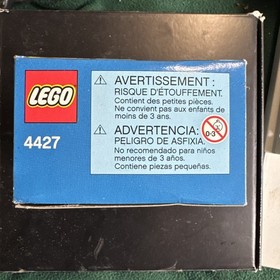 LEGO
4427
AVERTISSEMENT :
RISQUE D'ÉTOUFFEMENT.
Contient des petites pièces.
Ne convient pas aux enfants de
moins de 3 ans.
ADVERTENCIA:
PELIGRO DE ASFIXIA.
No recomendado para niños
menores de 3 años.
Contiene piezas pequeñas.
0-3